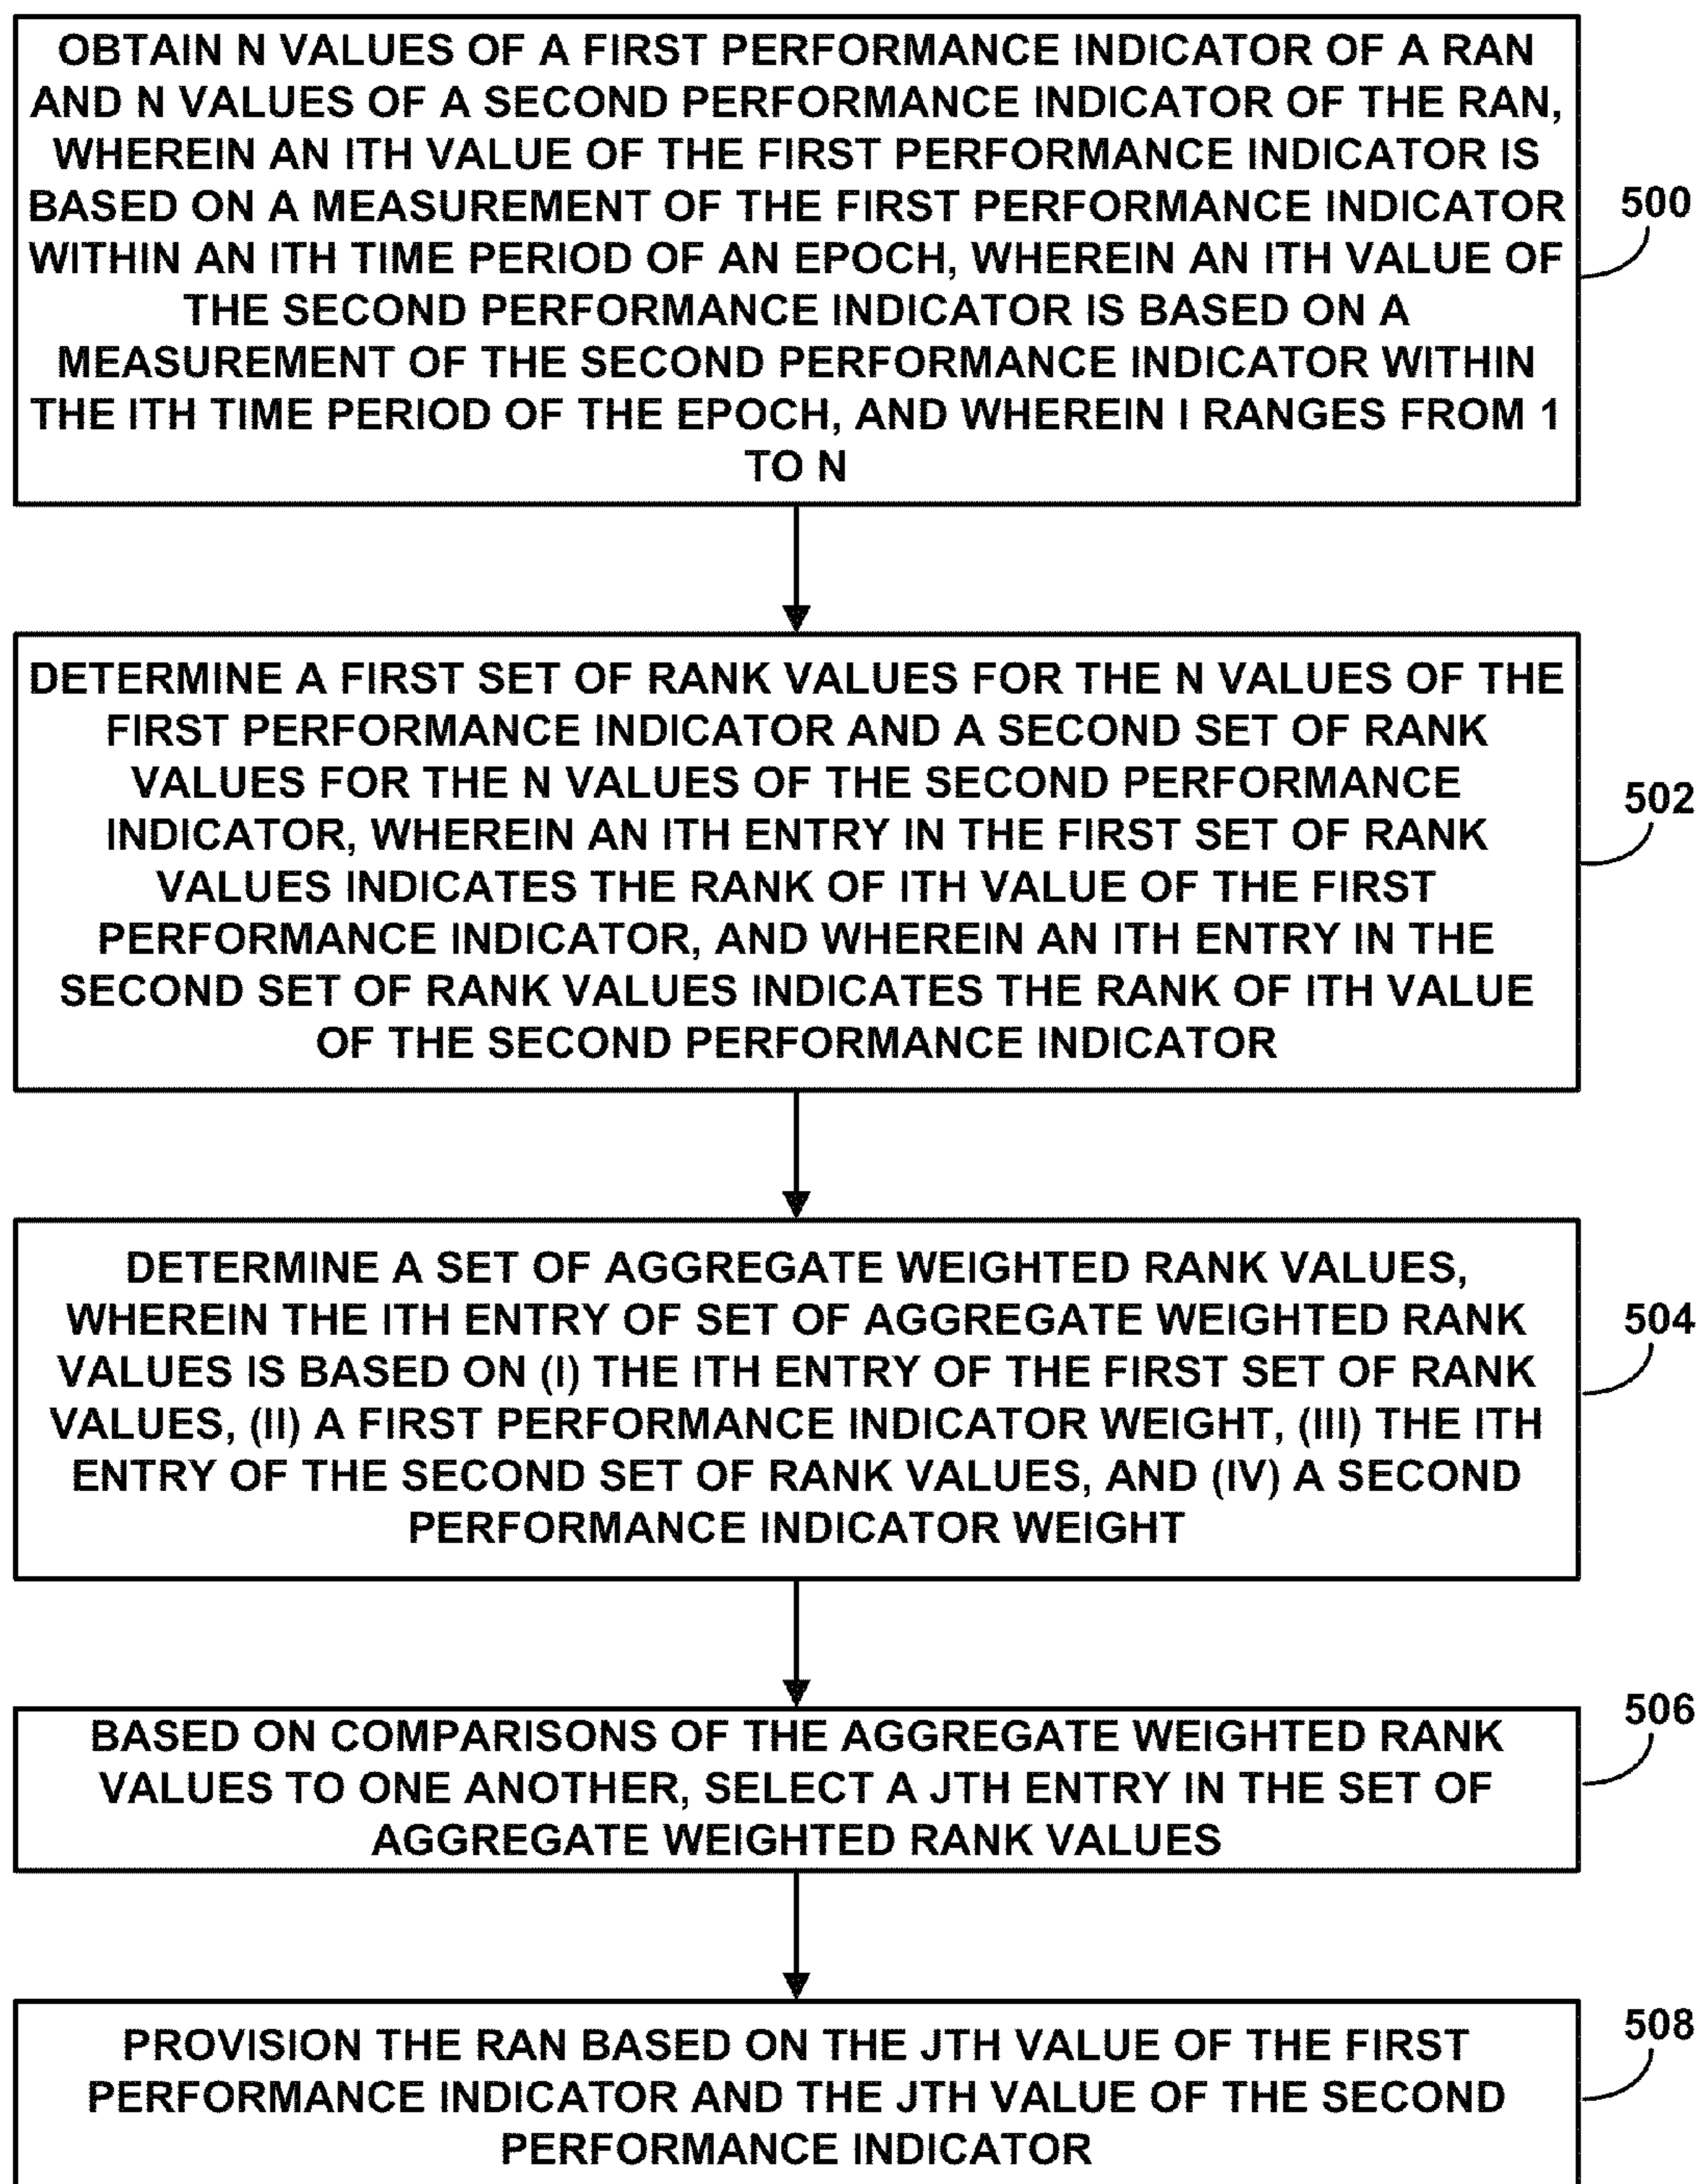 OBTAIN N VALUES OF A FIRST PERFORMANCE INDICATOR OF A RAN
AND N VALUES OF A SECOND PERFORMANCE INDICATOR OF THE RAN,
WHEREIN AN ITH VALUE OF THE FIRST PERFORMANCE INDICATOR IS
BASED ON A MEASUREMENT OF THE FIRST PERFORMANCE INDICATOR
WITHIN AN ITH TIME PERIOD OF AN EPOCH, WHEREIN AN ITH VALUE OF
THE SECOND PERFORMANCE INDICATOR IS BASED ON A
MEASUREMENT OF THE SECOND PERFORMANCE INDICATOR WITHIN
THE ITH TIME PERIOD OF THE EPOCH, AND WHEREIN I RANGES FROM 1
TO N
500
DETERMINE A FIRST SET OF RANK VALUES FOR THE N VALUES OF THE
FIRST PERFORMANCE INDICATOR AND A SECOND SET OF RANK
VALUES FOR THE N VALUES OF THE SECOND PERFORMANCE
INDICATOR, WHEREIN AN ITH ENTRY IN THE FIRST SET OF RANK
VALUES INDICATES THE RANK OF ITH VALUE OF THE FIRST
PERFORMANCE INDICATOR, AND WHEREIN AN ITH ENTRY IN THE
SECOND SET OF RANK VALUES INDICATES THE RANK OF ITH VALUE
OF THE SECOND PERFORMANCE INDICATOR
502
DETERMINE A SET OF AGGREGATE WEIGHTED RANK VALUES,
WHEREIN THE ITH ENTRY OF SET OF AGGREGATE WEIGHTED RANK
VALUES IS BASED ON (I) THE ITH ENTRY OF THE FIRST SET OF RANK
VALUES, (II) A FIRST PERFORMANCE INDICATOR WEIGHT, (III) THE ITH
ENTRY OF THE SECOND SET OF RANK VALUES, AND (IV) A SECOND
PERFORMANCE INDICATOR WEIGHT
504
BASED ON COMPARISONS OF THE AGGREGATE WEIGHTED RANK
VALUES TO ONE ANOTHER, SELECT A JTH ENTRY IN THE SET OF
AGGREGATE WEIGHTED RANK VALUES
506
PROVISION THE RAN BASED ON THE JTH VALUE OF THE FIRST
PERFORMANCE INDICATOR AND THE JTH VALUE OF THE SECOND
PERFORMANCE INDICATOR
508